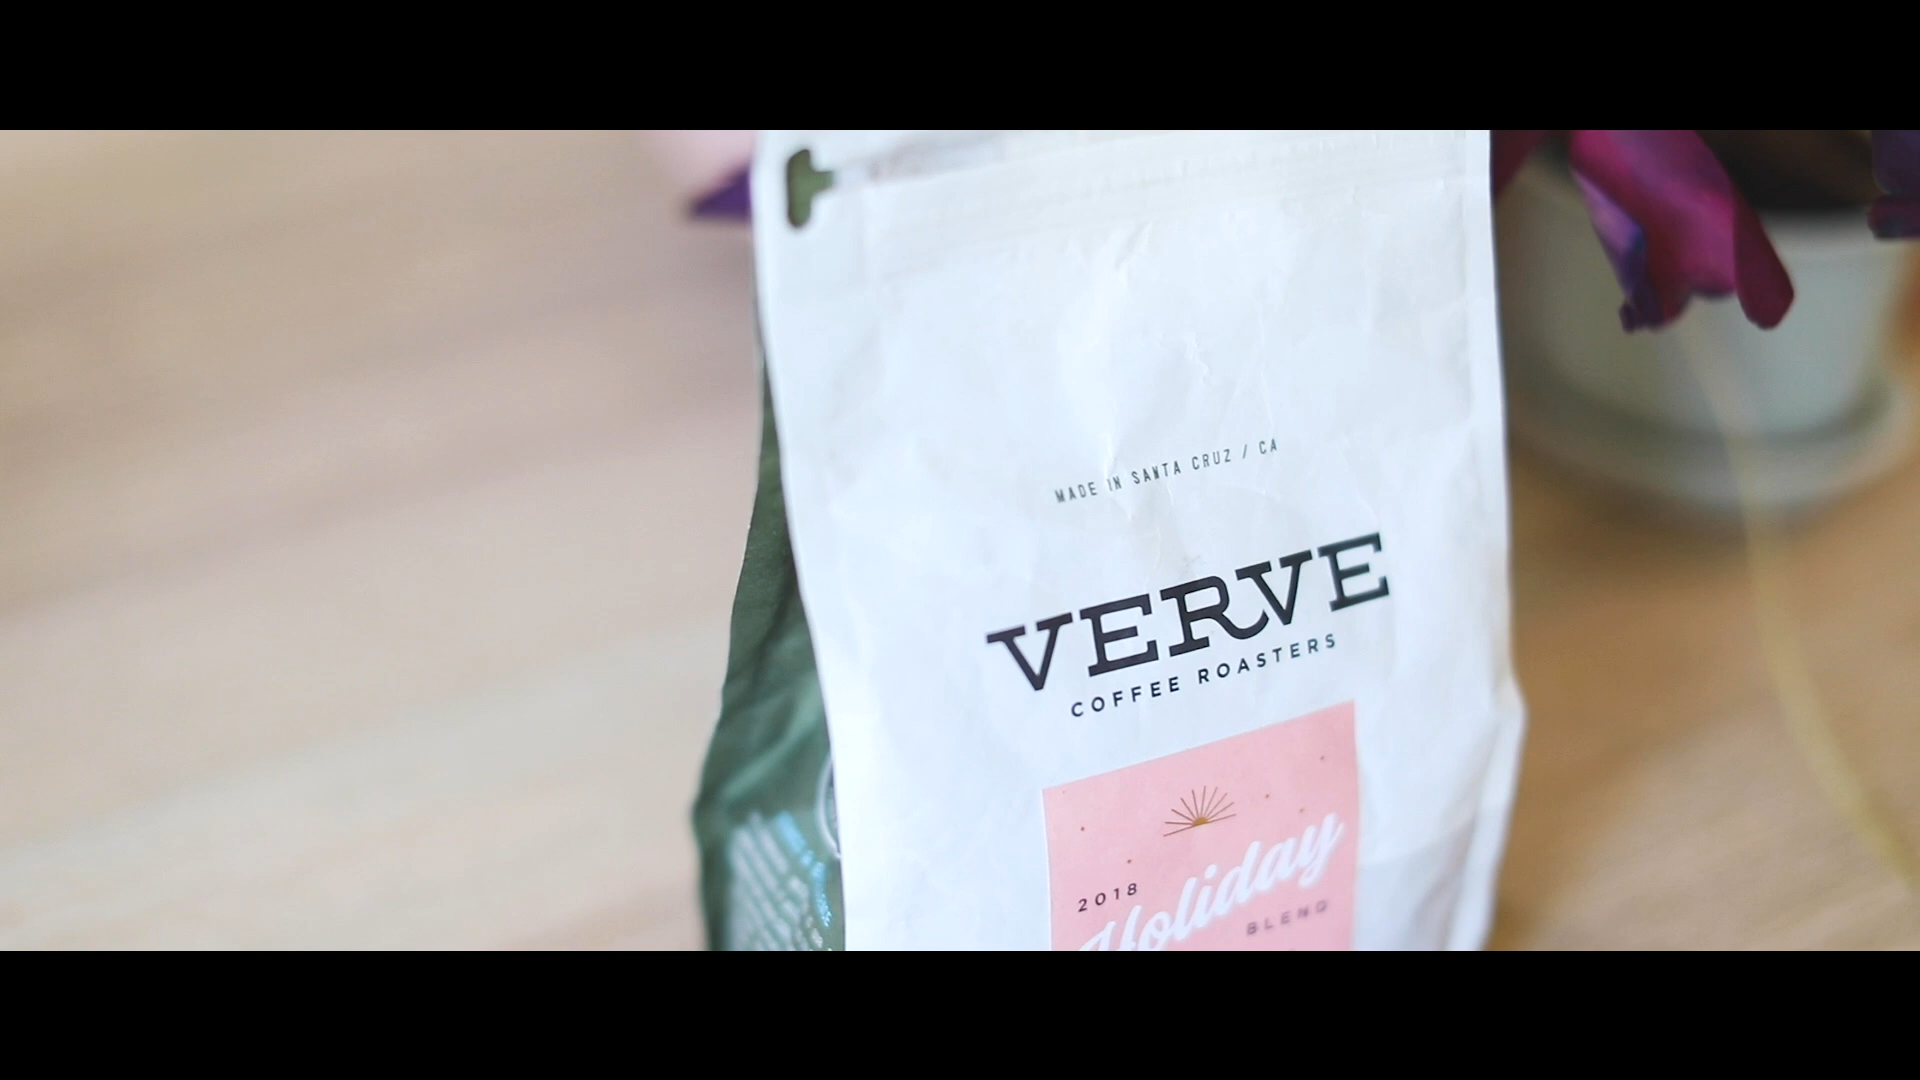 MADE IN SANTA CRUZ / CA
VERVE
COFFEE ROASTERS
2018
Holiday
BLEND